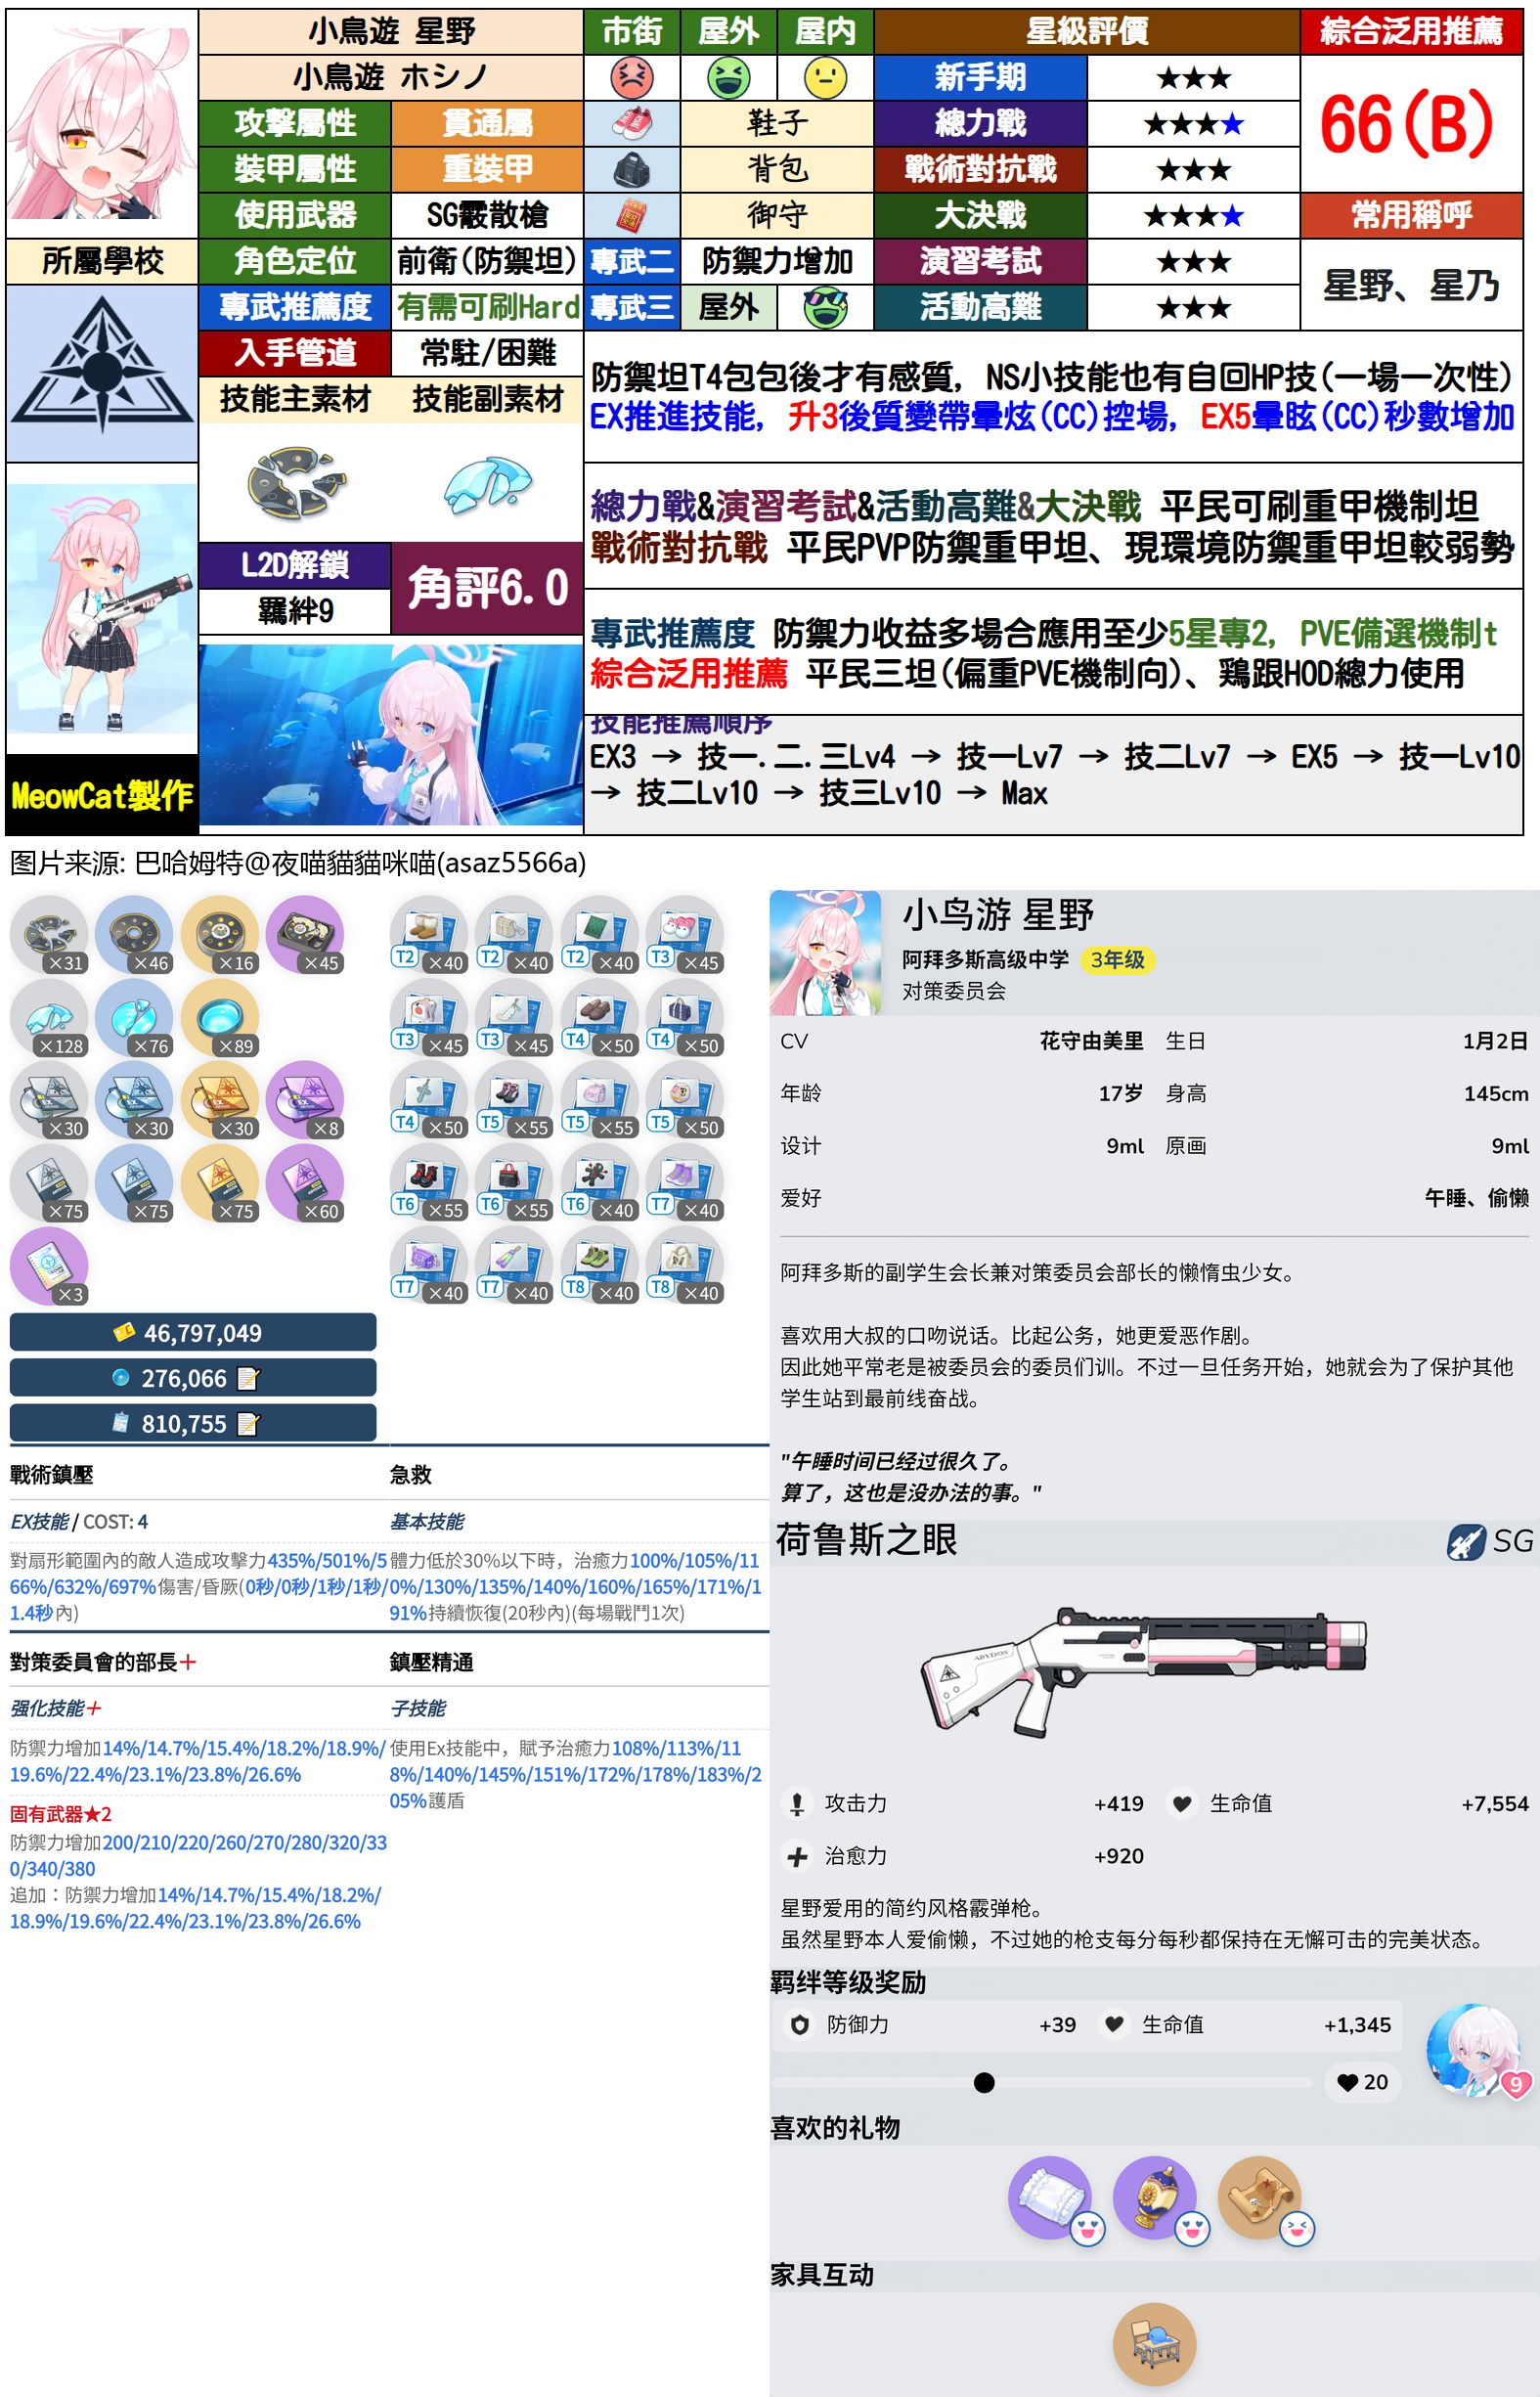 小鳥遊 星野
小鳥遊 ホシノ
市街 屋外 屋内
星級評價
綜合泛用推薦
新手期 ★★★
66(B)
攻擊屬性 貫通屬
鞋子
總力戰 ★★★★
裝甲屬性 重裝甲
背包
戰術對抗戰 ★★★
使用武器 SG霰散槍
御守
大決戰 ★★★★
常用稱呼
所屬學校
角色定位 前衛(防禦坦)
專武二 防禦力增加
演習考試 ★★★
星野、星乃
專武推薦度 有需可刷Hard
專武三 屋外
活動高難 ★★★
入手管道 常駐/困難
技能主素材 技能副素材
防禦坦T4包包後才有感質, NS小技能也有自回HP技(一場一次性)
EX推進技能, 升3後質變帶暈炫(CC)控場, EX5暈眩(CC)秒數增加
總力戰&演習考試&活動高難&大決戰 平民可刷重甲機制坦
戰術對抗戰 平民PVP防禦重甲坦、現環境防禦重甲坦較弱勢
L2D解鎖
羈絆9
角評6.0
專武推薦度 防禦力收益多場合應用至少5星專2, PVE備選機制t
綜合泛用推薦 平民三坦(偏重PVE機制向)、鶏跟HOD總力使用
技能推薦順序
EX3 → 技一.二.三Lv4 → 技一Lv7 → 技二Lv7 → EX5 → 技一Lv10
→ 技二Lv10 → 技三Lv10 → Max
MeowCat製作
图片来源: 巴哈姆特@夜喵貓貓咪喵(asaz5566a)
×31 ×46 ×16 ×45
×128 ×76 ×89
×30 ×30 ×30 ×8
×75 ×75 ×75 ×60
×3
46,797,049
276,066
810,755
T2 ×40 T2 ×40 T2 ×40 T3 ×45
T3 ×45 T3 ×45 T4 ×50 T4 ×50
T4 ×50 T5 ×55 T5 ×55 T5 ×50
T6 ×55 T6 ×55 T6 ×40 T7 ×40
T7 ×40 T7 ×40 T8 ×40 T8 ×40
戰術鎮壓
EX技能 / COST: 4
對扇形範圍內的敵人造成攻擊力435%/501%/5
66%/632%/697%傷害/昏厥(0秒/0秒/1秒/1秒/
1.4秒內)
急救
基本技能
體力低於30%以下時，治癒力100%/105%/11
0%/130%/135%/140%/160%/165%/171%/1
91%持續恢復(20秒內)(每場戰鬥1次)
對策委員會的部長+
强化技能+
防禦力增加14%/14.7%/15.4%/18.2%/18.9%/
19.6%/22.4%/23.1%/23.8%/26.6%
固有武器★2
防禦力增加200/210/220/260/270/280/320/33
0/340/380
追加：防禦力增加14%/14.7%/15.4%/18.2%/
18.9%/19.6%/22.4%/23.1%/23.8%/26.6%
鎮壓精通
子技能
使用Ex技能中，賦予治癒力108%/113%/11
8%/140%/145%/151%/172%/178%/183%/2
05%護盾
小鸟游 星野
阿拜多斯高级中学 3年级
对策委员会
CV 花守由美里 生日 1月2日
年龄 17岁 身高 145cm
设计 9ml 原画 9ml
爱好 午睡、偷懒
阿拜多斯的副学生会长兼对策委员会部长的懒惰虫少女。
喜欢用大叔的口吻说话。比起公务，她更爱恶作剧。
因此她平常老是被委员会的委员们训。不过一旦任务开始，她就会为了保护其他
学生站到最前线奋战。
"午睡时间已经过很久了。
算了，这也是没办法的事。"
荷鲁斯之眼 SG
ABYDOS
攻击力 +419 生命值 +7,554
治愈力 +920
星野爱用的简约风格霰弹枪。
虽然星野本人爱偷懒，不过她的枪支每分每秒都保持在无懈可击的完美状态。
羁绊等级奖励
防御力 +39 生命值 +1,345
20
9
喜欢的礼物
家具互动